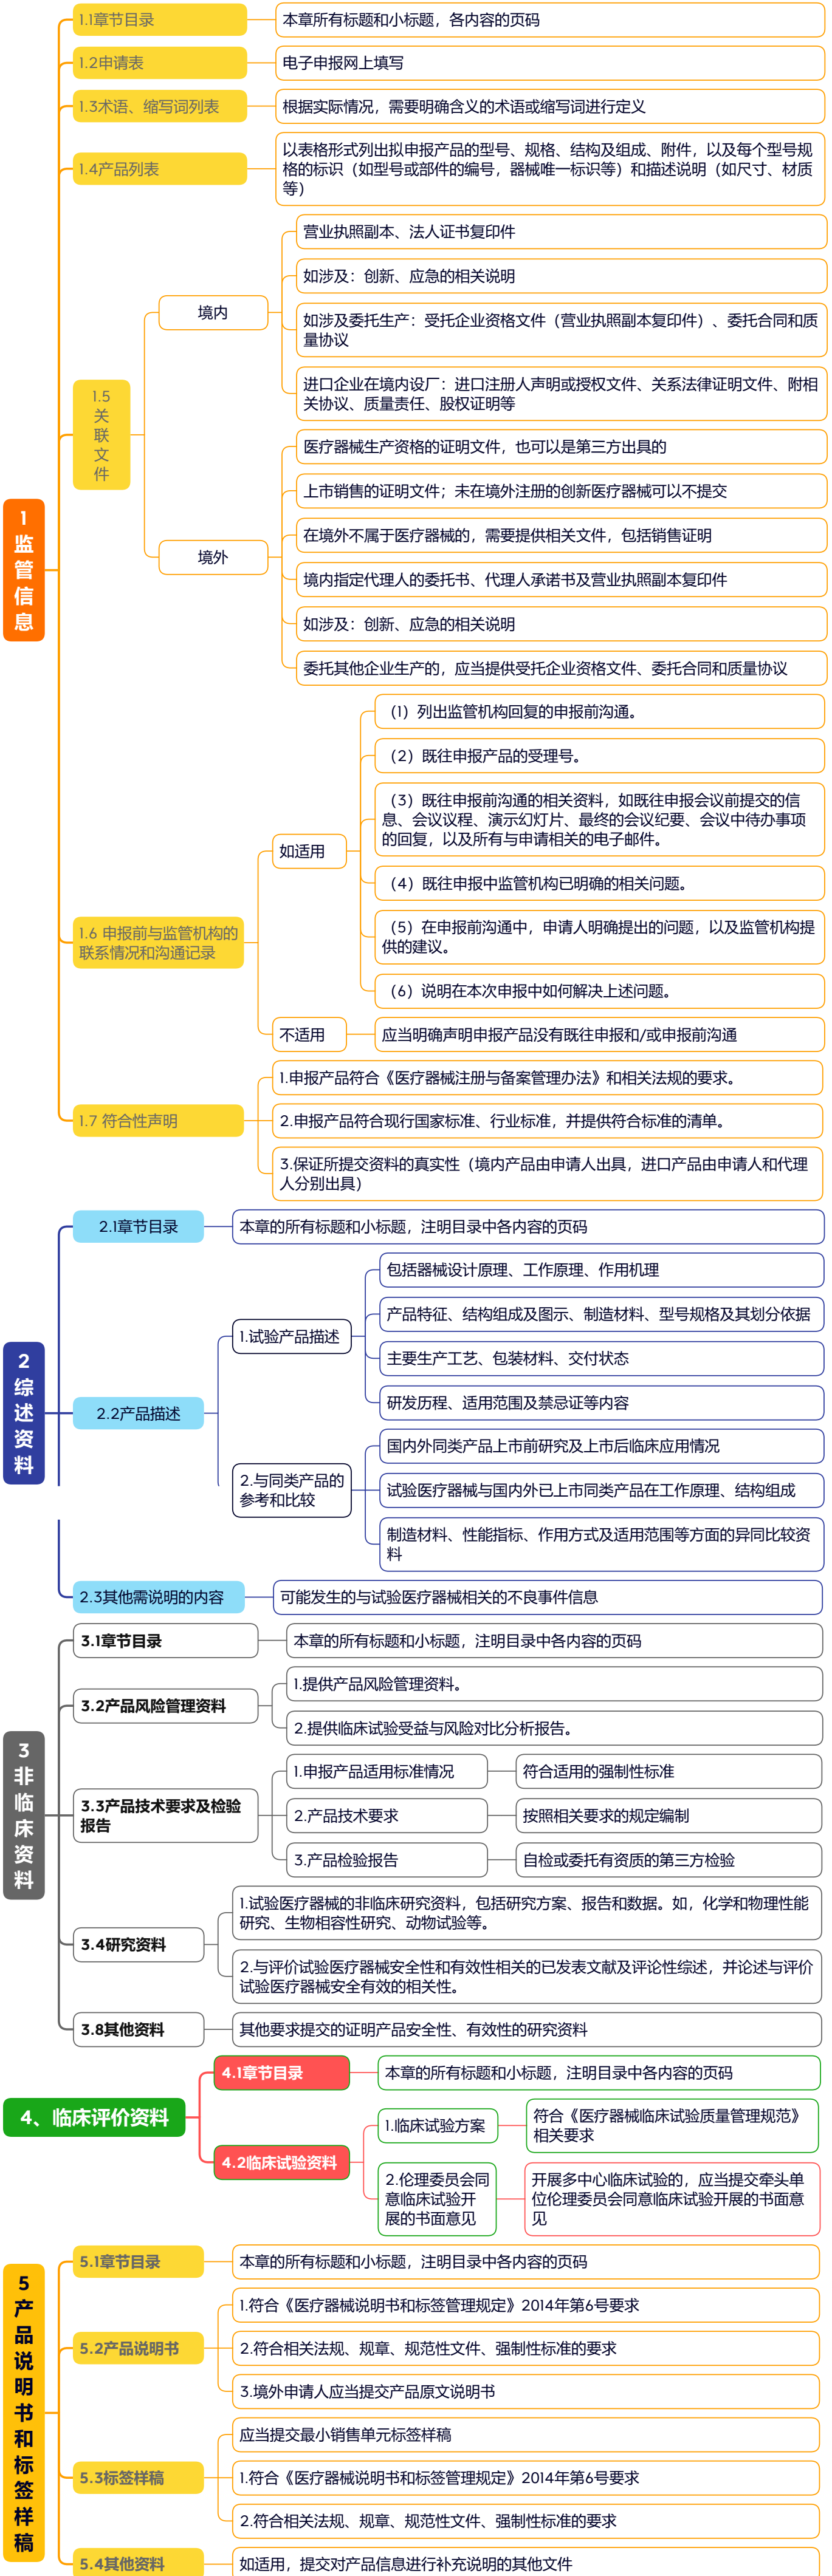 1监管信息
1.1章节目录
本章所有标题和小标题，各内容的页码
1.2申请表
电子申报网上填写
1.3术语、缩写词列表
根据实际情况，需要明确含义的术语或缩写词进行定义
1.4产品列表
以表格形式列出拟申报产品的型号、规格、结构及组成、附件，以及每个型号规
格的标识（如型号或部件的编号，器械唯一标识等）和描述说明（如尺寸、材质
等）
1.5
关
联
文
件
境内
营业执照副本、法人证书复印件
如涉及：创新、应急的相关说明
如涉及委托生产：受托企业资格文件（营业执照副本复印件）、委托合同和质
量协议
进口企业在境内设厂：进口注册人声明或授权文件、关系法律证明文件、附相
关协议、质量责任、股权证明等
境外
医疗器械生产资格的证明文件，也可以是第三方出具的
上市销售的证明文件；未在境外注册的创新医疗器械可以不提交
在境外不属于医疗器械的，需要提供相关文件，包括销售证明
境内指定代理人的委托书、代理人承诺书及营业执照副本复印件
如涉及：创新、应急的相关说明
委托其他企业生产的，应当提供受托企业资格文件、委托合同和质量协议
1.6 申报前与监管机构的
联系情况和沟通记录
如适用
（1）列出监管机构回复的申报前沟通。
（2）既往申报产品的受理号。
（3）既往申报前沟通的相关资料，如既往申报会议前提交的信
息、会议议程、演示幻灯片、最终的会议纪要、会议中待办事项
的回复，以及所有与申请相关的电子邮件。
（4）既往申报中监管机构已明确的相关问题。
（5）在申报前沟通中，申请人明确提出的问题，以及监管机构提
供的建议。
（6）说明在本次申报中如何解决上述问题。
不适用
应当明确声明申报产品没有既往申报和/或申报前沟通
1.7 符合性声明
1.申报产品符合《医疗器械注册与备案管理办法》和相关法规的要求。
2.申报产品符合现行国家标准、行业标准，并提供符合标准的清单。
3.保证所提交资料的真实性（境内产品由申请人出具，进口产品由申请人和代理
人分别出具）
2综述资料
2.1章节目录
本章的所有标题和小标题，注明目录中各内容的页码
2.2产品描述
1.试验产品描述
包括器械设计原理、工作原理、作用机理
产品特征、结构组成及图示、制造材料、型号规格及其划分依据
主要生产工艺、包装材料、交付状态
研发历程、适用范围及禁忌证等内容
2.与同类产品的
参考和比较
国内外同类产品上市前研究及上市后临床应用情况
试验医疗器械与国内外已上市同类产品在工作原理、结构组成
制造材料、性能指标、作用方式及适用范围等方面的异同比较资
料
2.3其他需说明的内容
可能发生的与试验医疗器械相关的不良事件信息
3非临床资料
3.1章节目录
本章的所有标题和小标题，注明目录中各内容的页码
3.2产品风险管理资料
1.提供产品风险管理资料。
2.提供临床试验受益与风险对比分析报告。
3.3产品技术要求及检验
报告
1.申报产品适用标准情况
符合适用的强制性标准
2.产品技术要求
按照相关要求的规定编制
3.产品检验报告
自检或委托有资质的第三方检验
3.4研究资料
1.试验医疗器械的非临床研究资料，包括研究方案、报告和数据。如，化学和物理性能
研究、生物相容性研究、动物试验等。
2.与评价试验医疗器械安全性和有效性相关的已发表文献及评论性综述，并论述与评价
试验医疗器械安全有效的相关性。
3.8其他资料
其他要求提交的证明产品安全性、有效性的研究资料
4、临床评价资料
4.1章节目录
本章的所有标题和小标题，注明目录中各内容的页码
4.2临床试验资料
1.临床试验方案
符合《医疗器械临床试验质量管理规范》
相关要求
2.伦理委员会同
意临床试验开
展的书面意见
开展多中心临床试验的，应当提交牵头单
位伦理委员会同意临床试验开展的书面意
见
5产品说明书和标签样稿
5.1章节目录
本章的所有标题和小标题，注明目录中各内容的页码
5.2产品说明书
1.符合《医疗器械说明书和标签管理规定》2014年第6号要求
2.符合相关法规、规章、规范性文件、强制性标准的要求
3.境外申请人应当提交产品原文说明书
5.3标签样稿
应当提交最小销售单元标签样稿
1.符合《医疗器械说明书和标签管理规定》2014年第6号要求
2.符合相关法规、规章、规范性文件、强制性标准的要求
5.4其他资料
如适用，提交对产品信息进行补充说明的其他文件